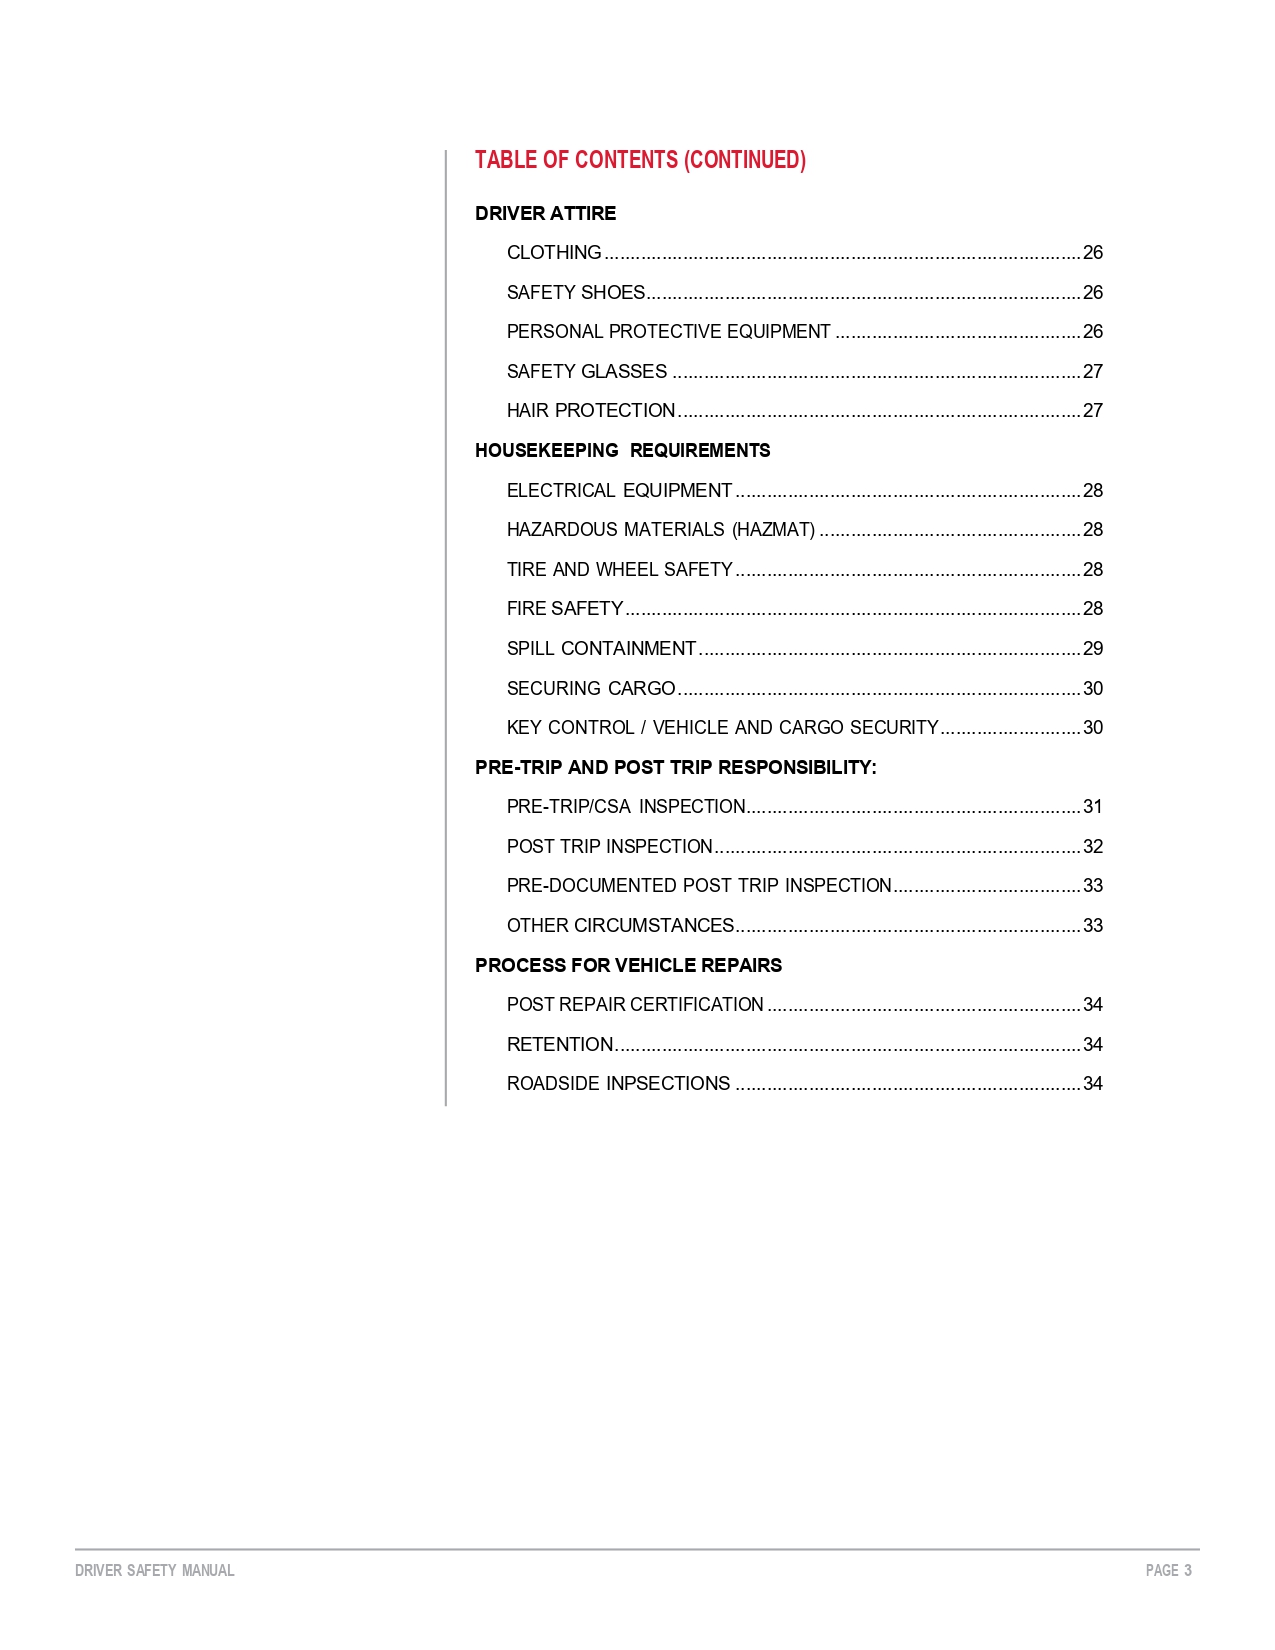 TABLE OF CONTENTS (CONTINUED)
DRIVER ATTIRE
CLOTHING........................................................................................... 26
SAFETY SHOES................................................................................... 26
PERSONAL PROTECTIVE EQUIPMENT ............................................... 26
SAFETY GLASSES .............................................................................. 27
HAIR PROTECTION............................................................................. 27
HOUSEKEEPING REQUIREMENTS
ELECTRICAL EQUIPMENT.................................................................. 28
HAZARDOUS MATERIALS (HAZMAT) .................................................. 28
TIRE AND WHEEL SAFETY.................................................................. 28
FIRE SAFETY....................................................................................... 28
SPILL CONTAINMENT......................................................................... 29
SECURING CARGO............................................................................. 30
KEY CONTROL / VEHICLE AND CARGO SECURITY........................... 30
PRE-TRIP AND POST TRIP RESPONSIBILITY:
PRE-TRIP/CSA INSPECTION................................................................ 31
POST TRIP INSPECTION...................................................................... 32
PRE-DOCUMENTED POST TRIP INSPECTION.................................... 33
OTHER CIRCUMSTANCES.................................................................. 33
PROCESS FOR VEHICLE REPAIRS
POST REPAIR CERTIFICATION ............................................................ 34
RETENTION......................................................................................... 34
ROADSIDE INPSECTIONS .................................................................. 34
DRIVER SAFETY MANUAL
PAGE 3